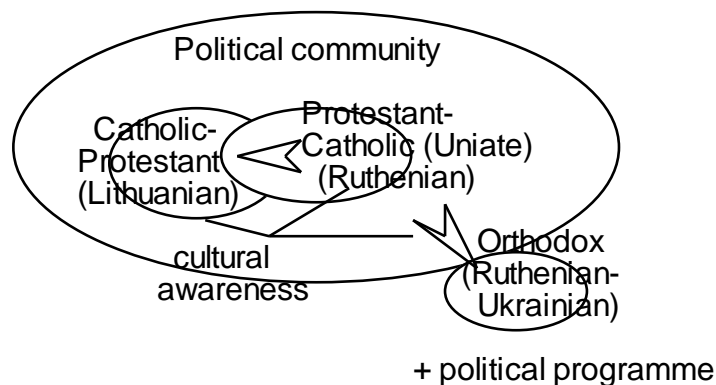 Political community
Catholic-
Protestant
(Lithuanian)
Protestant-
Catholic (Uniate)
(Ruthenian)
cultural
awareness
Orthodox
(Ruthenian-
Ukrainian)
+ political programme